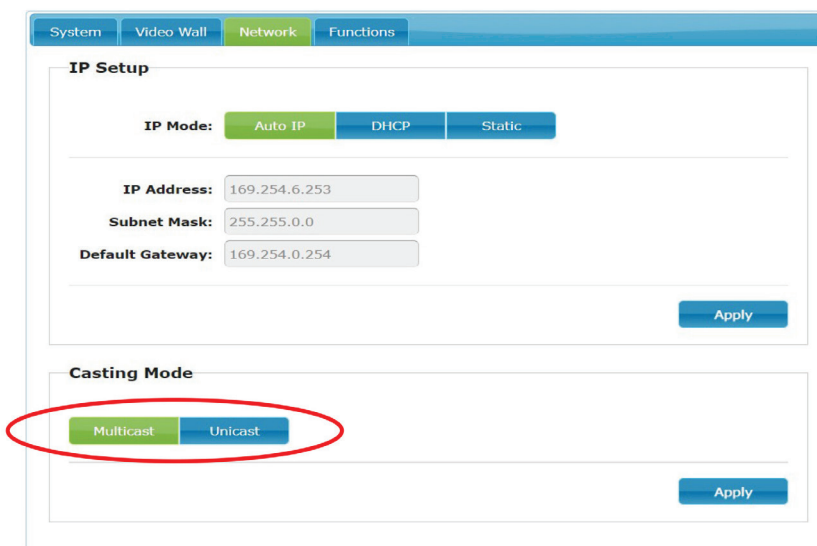 System Video Wall Network Functions
IP Setup
IP Mode: Auto IP DHCP Static
IP Address: 169.254.6.253
Subnet Mask: 255.255.0.0
Default Gateway: 169.254.0.254
Apply
Casting Mode
Multicast Unicast
Apply